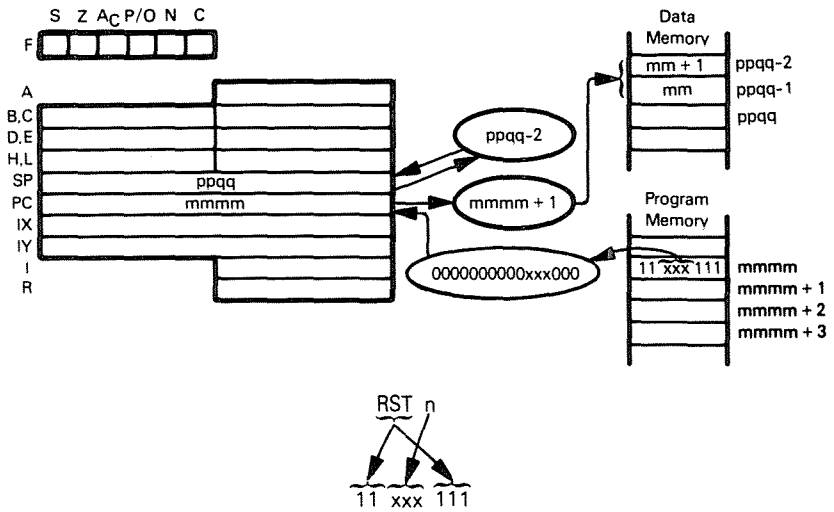 S Z AC P/O N C
F
Data
Memory
A
B,C
D,E
H,L
SP ppqq
PC mmmm
IX
IY
I
R
ppqq-2
mmmm + 1
0000000000xxx000
mm + 1 ppqq-2
mm ppqq-1
ppqq
Program
Memory
11 xxx 111 mmmm
mmmm + 1
mmmm + 2
mmmm + 3
RST n
11 xxx 111